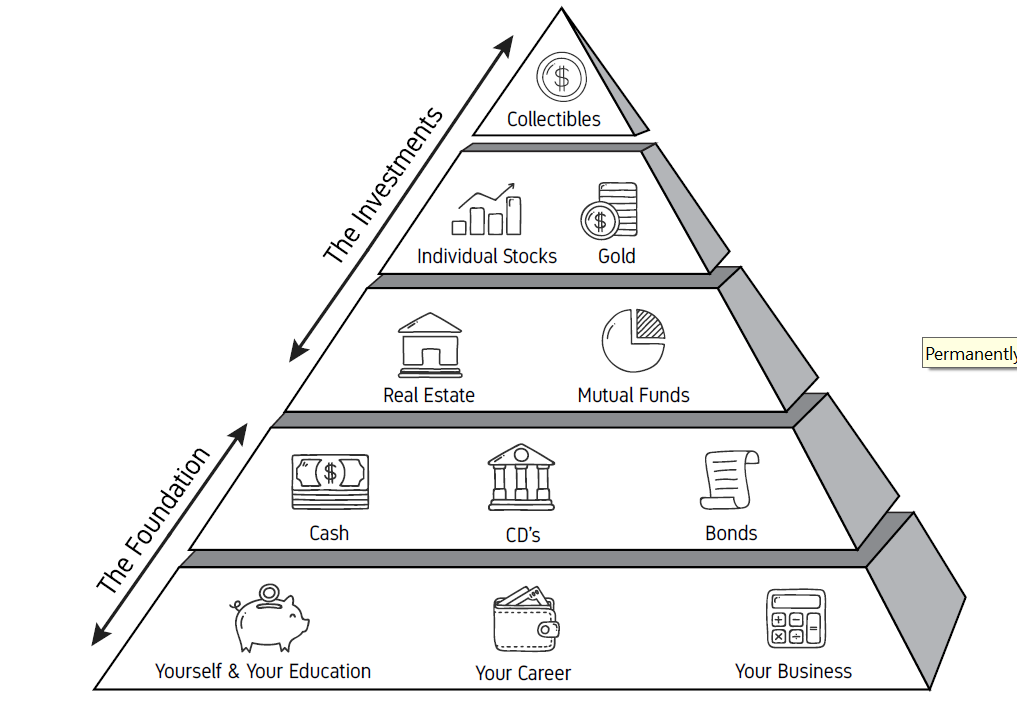 Collectibles
The Investments
Individual Stocks
Gold
Real Estate
Mutual Funds
Permanently
The Foundation
Cash
CD's
Bonds
Yourself & Your Education
Your Career
Your Business